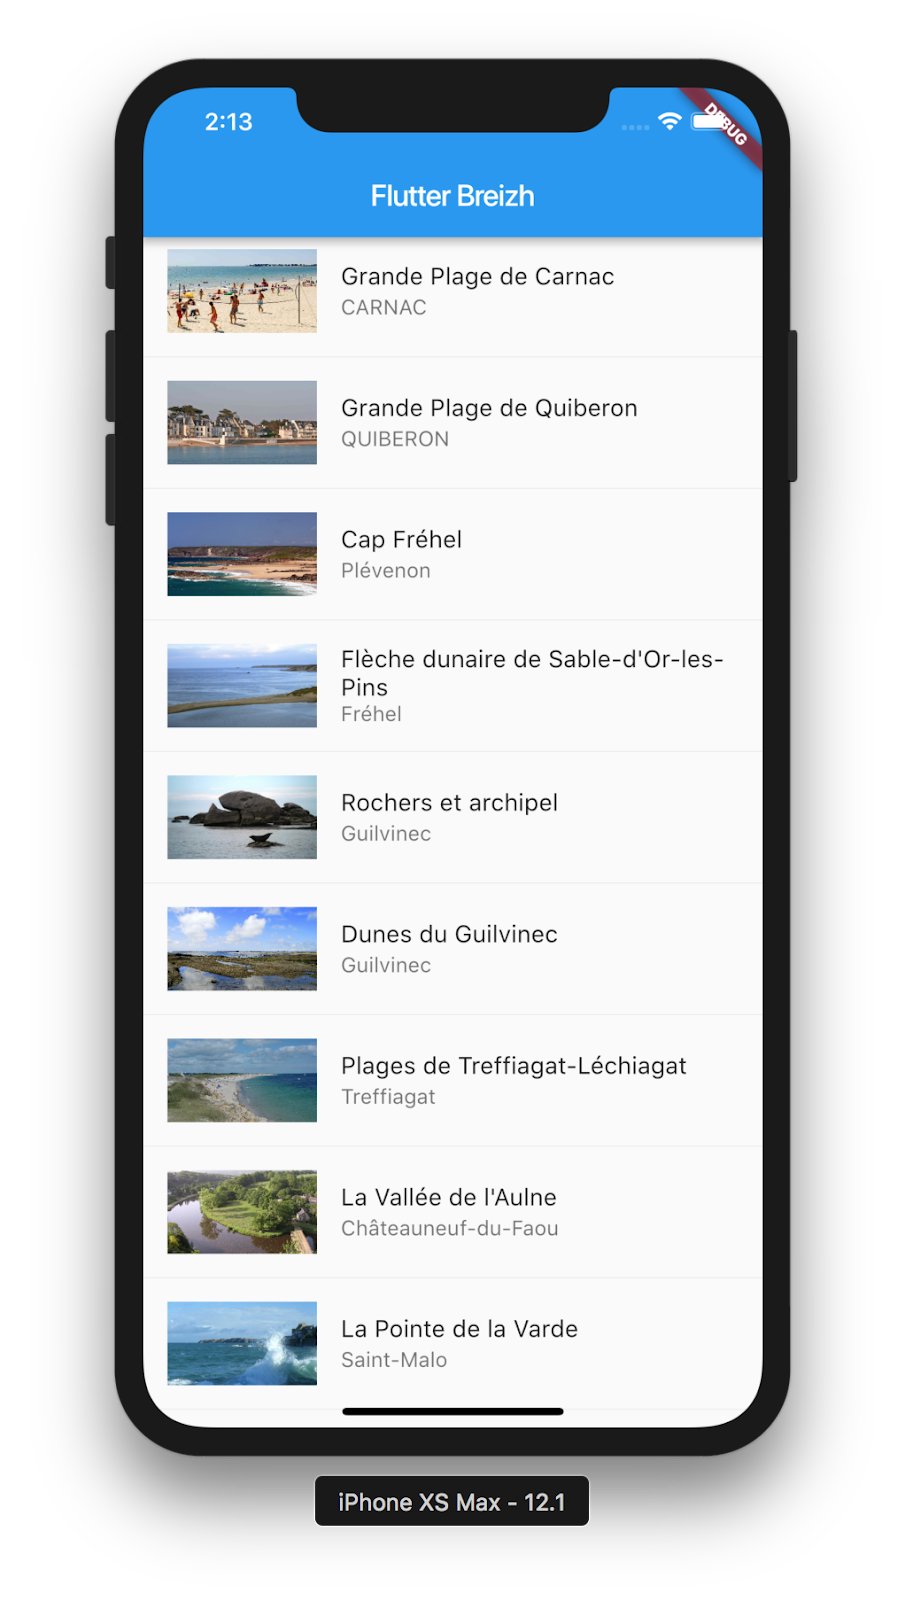 2:13
DEBUG
Flutter Breizh
Grande Plage de Carnac
CARNAC
Grande Plage de Quiberon
QUIBERON
Cap Fréhel
Plévenon
Flèche dunaire de Sable-d'Or-les-
Pins
Fréhel
Rochers et archipel
Guilvinec
Dunes du Guilvinec
Guilvinec
Plages de Treffiagat-Léchiagat
Treffiagat
La Vallée de l'Aulne
Châteauneuf-du-Faou
La Pointe de la Varde
Saint-Malo
iPhone XS Max - 12.1